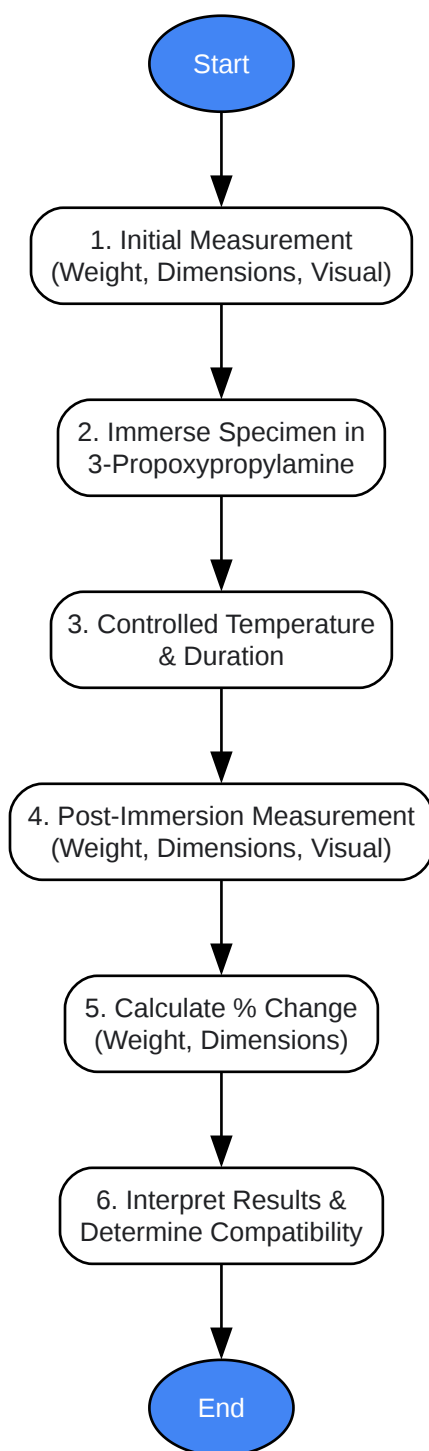 Start
1. Initial Measurement
(Weight, Dimensions, Visual)
2. Immerse Specimen in
3-Propoxypropylamine
3. Controlled Temperature
& Duration
4. Post-Immersion Measurement
(Weight, Dimensions, Visual)
5. Calculate % Change
(Weight, Dimensions)
6. Interpret Results &
Determine Compatibility
End